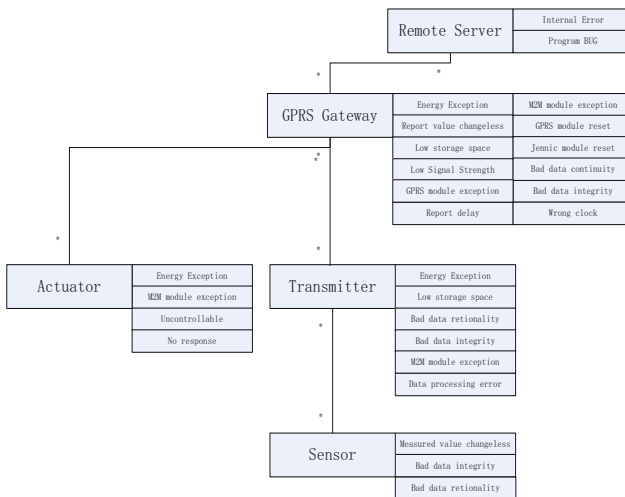 Remote Server
Internal Error
Program BUG
*
*
GPRS Gateway
Energy Exception
M2M module exception
Report value changeless
GPRS module reset
Low storage space
Jennic module reset
Low Signal Strength
Bad data continuity
GPRS module exception
Bad data integrity
Report delay
Wrong clock
*
*
*
*
Actuator
Energy Exception
M2M module exception
Uncontrollable
No response
Transmitter
Energy Exception
Low storage space
Bad data retionality
Bad data integrity
M2M module exception
Data processing error
*
*
Sensor
Measured value changeless
Bad data integrity
Bad data retionality